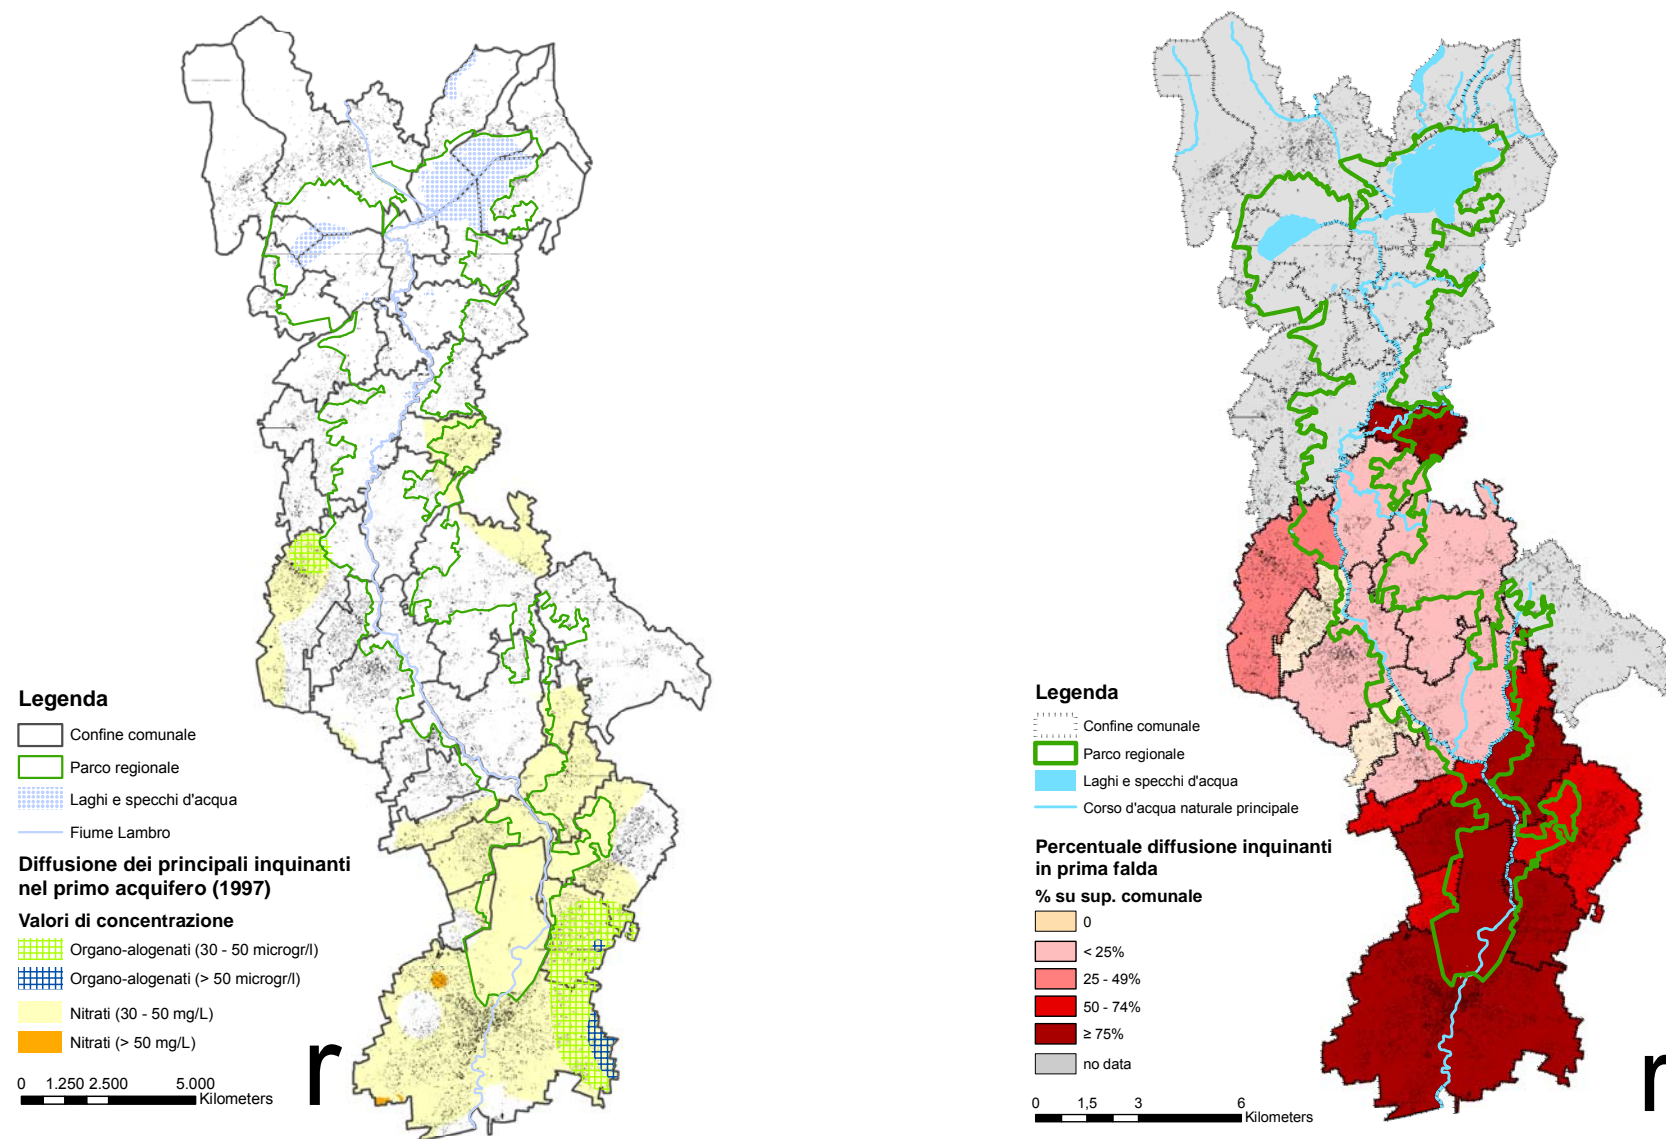 Legenda
Confine comunale
Parco regionale
Laghi e specchi d'acqua
Fiume Lambro
Diffusione dei principali inquinanti
nel primo acquifero (1997)
Valori di concentrazione
Organo-alogenati (30 - 50 microgr/l)
Organo-alogenati (> 50 microgr/l)
Nitrati (30 - 50 mg/L)
Nitrati (> 50 mg/L)
0 1.250 2.500 5.000
Kilometers
r
Legenda
Confine comunale
Parco regionale
Laghi e specchi d'acqua
Corso d'acqua naturale principale
Percentuale diffusione inquinanti
in prima falda
% su sup. comunale
0
< 25%
25 - 49%
50 - 74%
≥ 75%
no data
0 1,5 3 6
Kilometers
r